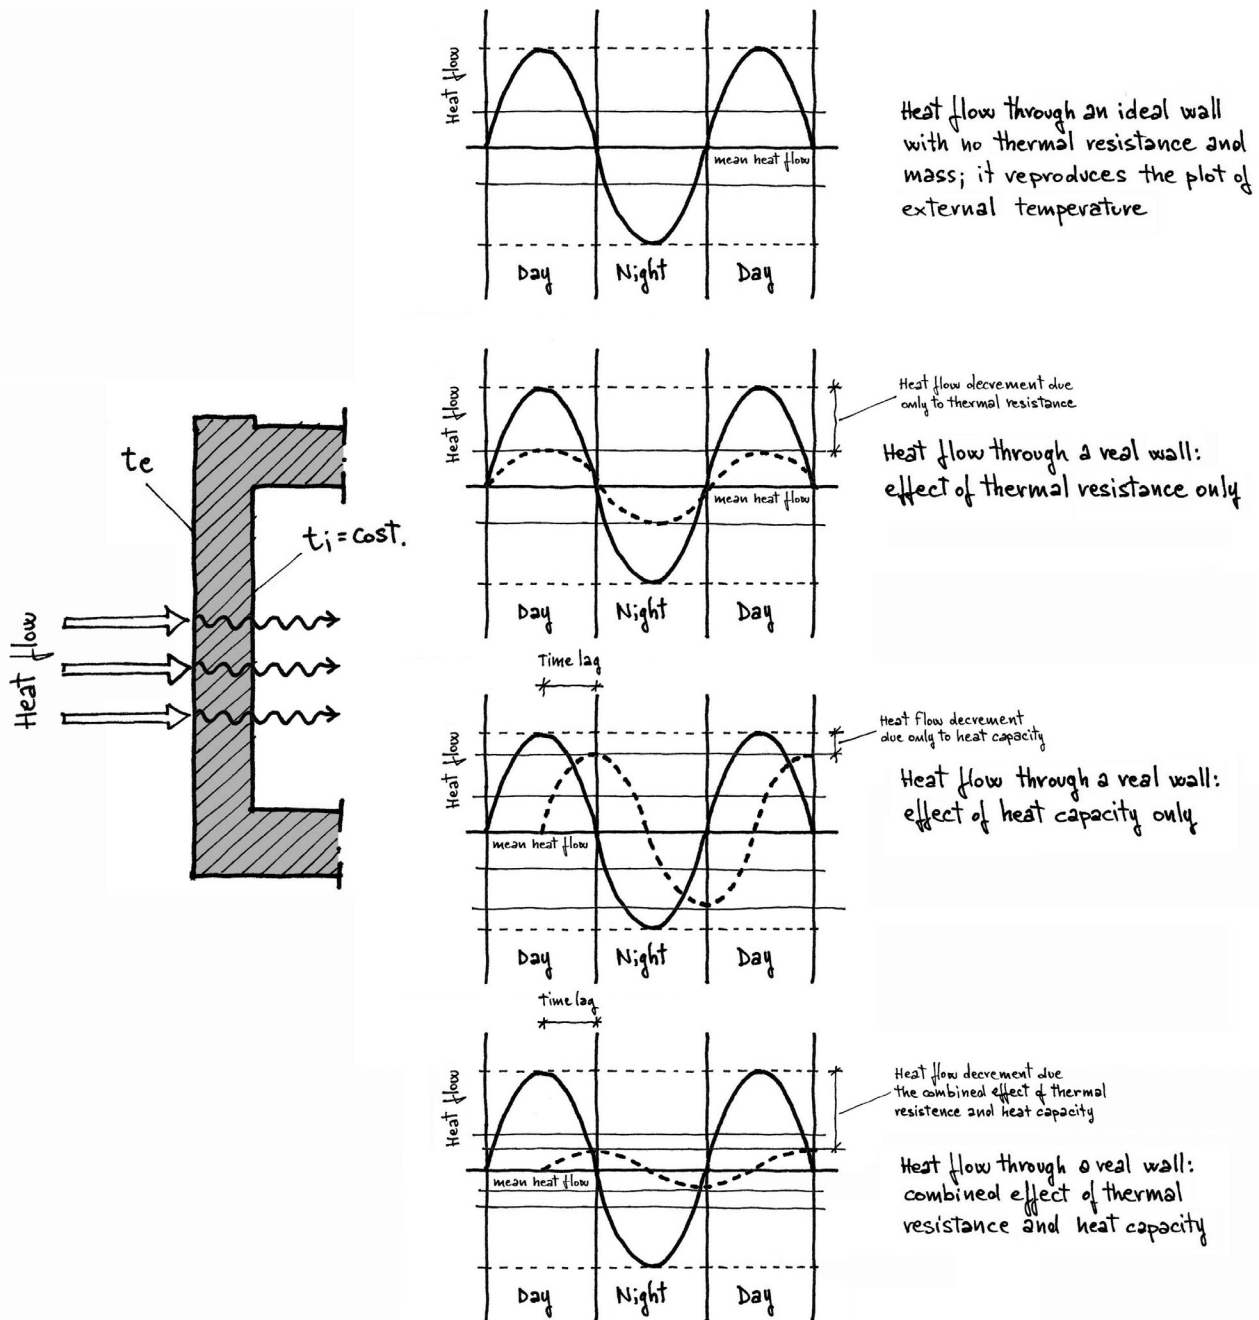 te
ti = cost.
Heat flow
Heat flow
mean heat flow
Day Night Day
Heat flow through an ideal wall
with no thermal resistance and
mass; it reproduces the plot of
external temperature
Heat flow
mean heat flow
Day Night Day
Heat flow decrement due
only to thermal resistance
Heat flow through a real wall:
effect of thermal resistance only
Time lag
Heat flow
mean heat flow
Day Night Day
Heat flow decrement
due only to heat capacity
Heat flow through a real wall:
effect of heat capacity only
Time lag
Heat flow
mean heat flow
Day Night Day
Heat flow decrement due
the combined effect of thermal
resistence and heat capacity
Heat flow through a real wall:
combined effect of thermal
resistance and heat capacity